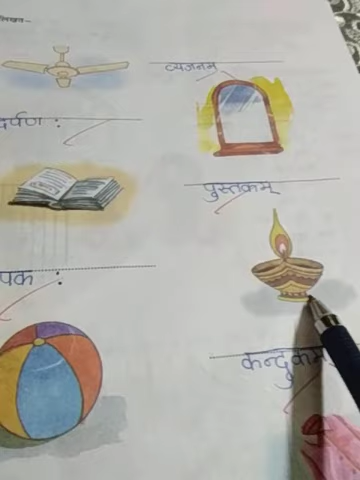 व्यजनम्
दर्पण :
पुस्तकम्
पक :
कन्दुकम्